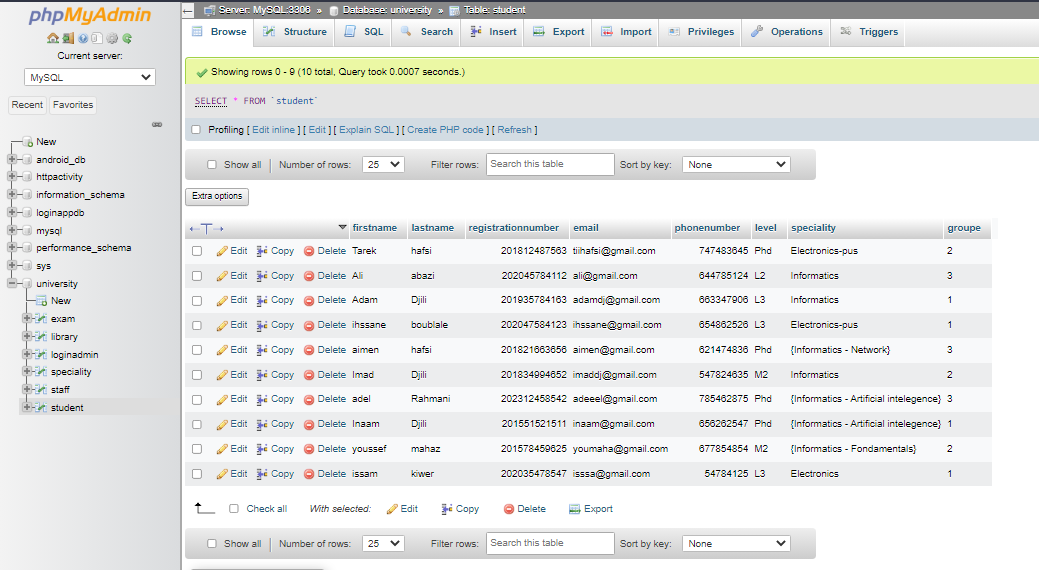 phpMyAdmin
Current server:
MySQL
Recent Favorites
New
android_db
httpactivity
information_schema
loginappdb
mysql
performance_schema
sys
university
New
exam
library
loginadmin
speciality
staff
student
Server: MySQL:3306 » Database: university » Table: student
Browse Structure SQL Search Insert Export Import Privileges Operations Triggers
Showing rows 0 - 9 (10 total, Query took 0.0007 seconds.)
SELECT * FROM `student`
Profiling [ Edit inline ] [ Edit ] [ Explain SQL ] [ Create PHP code ] [ Refresh ]
Show all Number of rows: 25 Filter rows: Search this table Sort by key: None
Extra options
←T→ firstname lastname registrationnumber email phonenumber level speciality groupe
Edit Copy Delete Tarek hafsi 201812487563 tiihafsi@gmail.com 747483645 Phd Electronics-pus 2
Edit Copy Delete Ali abazi 202045784112 ali@gmail.com 644785124 L2 Informatics 3
Edit Copy Delete Adam Djili 201935784163 adamdj@gmail.com 663347906 L3 Informatics 1
Edit Copy Delete ihssane boublale 202047584123 ihssane@gmail.com 654862526 L3 Electronics-pus 1
Edit Copy Delete aimen hafsi 201821663656 aimen@gmail.com 621474836 Phd {Informatics - Network} 3
Edit Copy Delete Imad Djili 201834994652 imaddj@gmail.com 547824635 M2 Informatics 2
Edit Copy Delete adel Rahmani 202312458542 adeeel@gmail.com 785462875 Phd {Informatics - Artificial intelegence} 3
Edit Copy Delete Inaam Djili 201551521511 inaam@gmail.com 656262547 Phd {Informatics - Artificial intelegence} 1
Edit Copy Delete youssef mahaz 201578459625 youmaha@gmail.com 677854854 M2 {Informatics - Fondamentals} 2
Edit Copy Delete issam kiwer 202035478547 isssa@gmail.com 54784125 L3 Electronics 1
Check all With selected: Edit Copy Delete Export
Show all Number of rows: 25 Filter rows: Search this table Sort by key: None